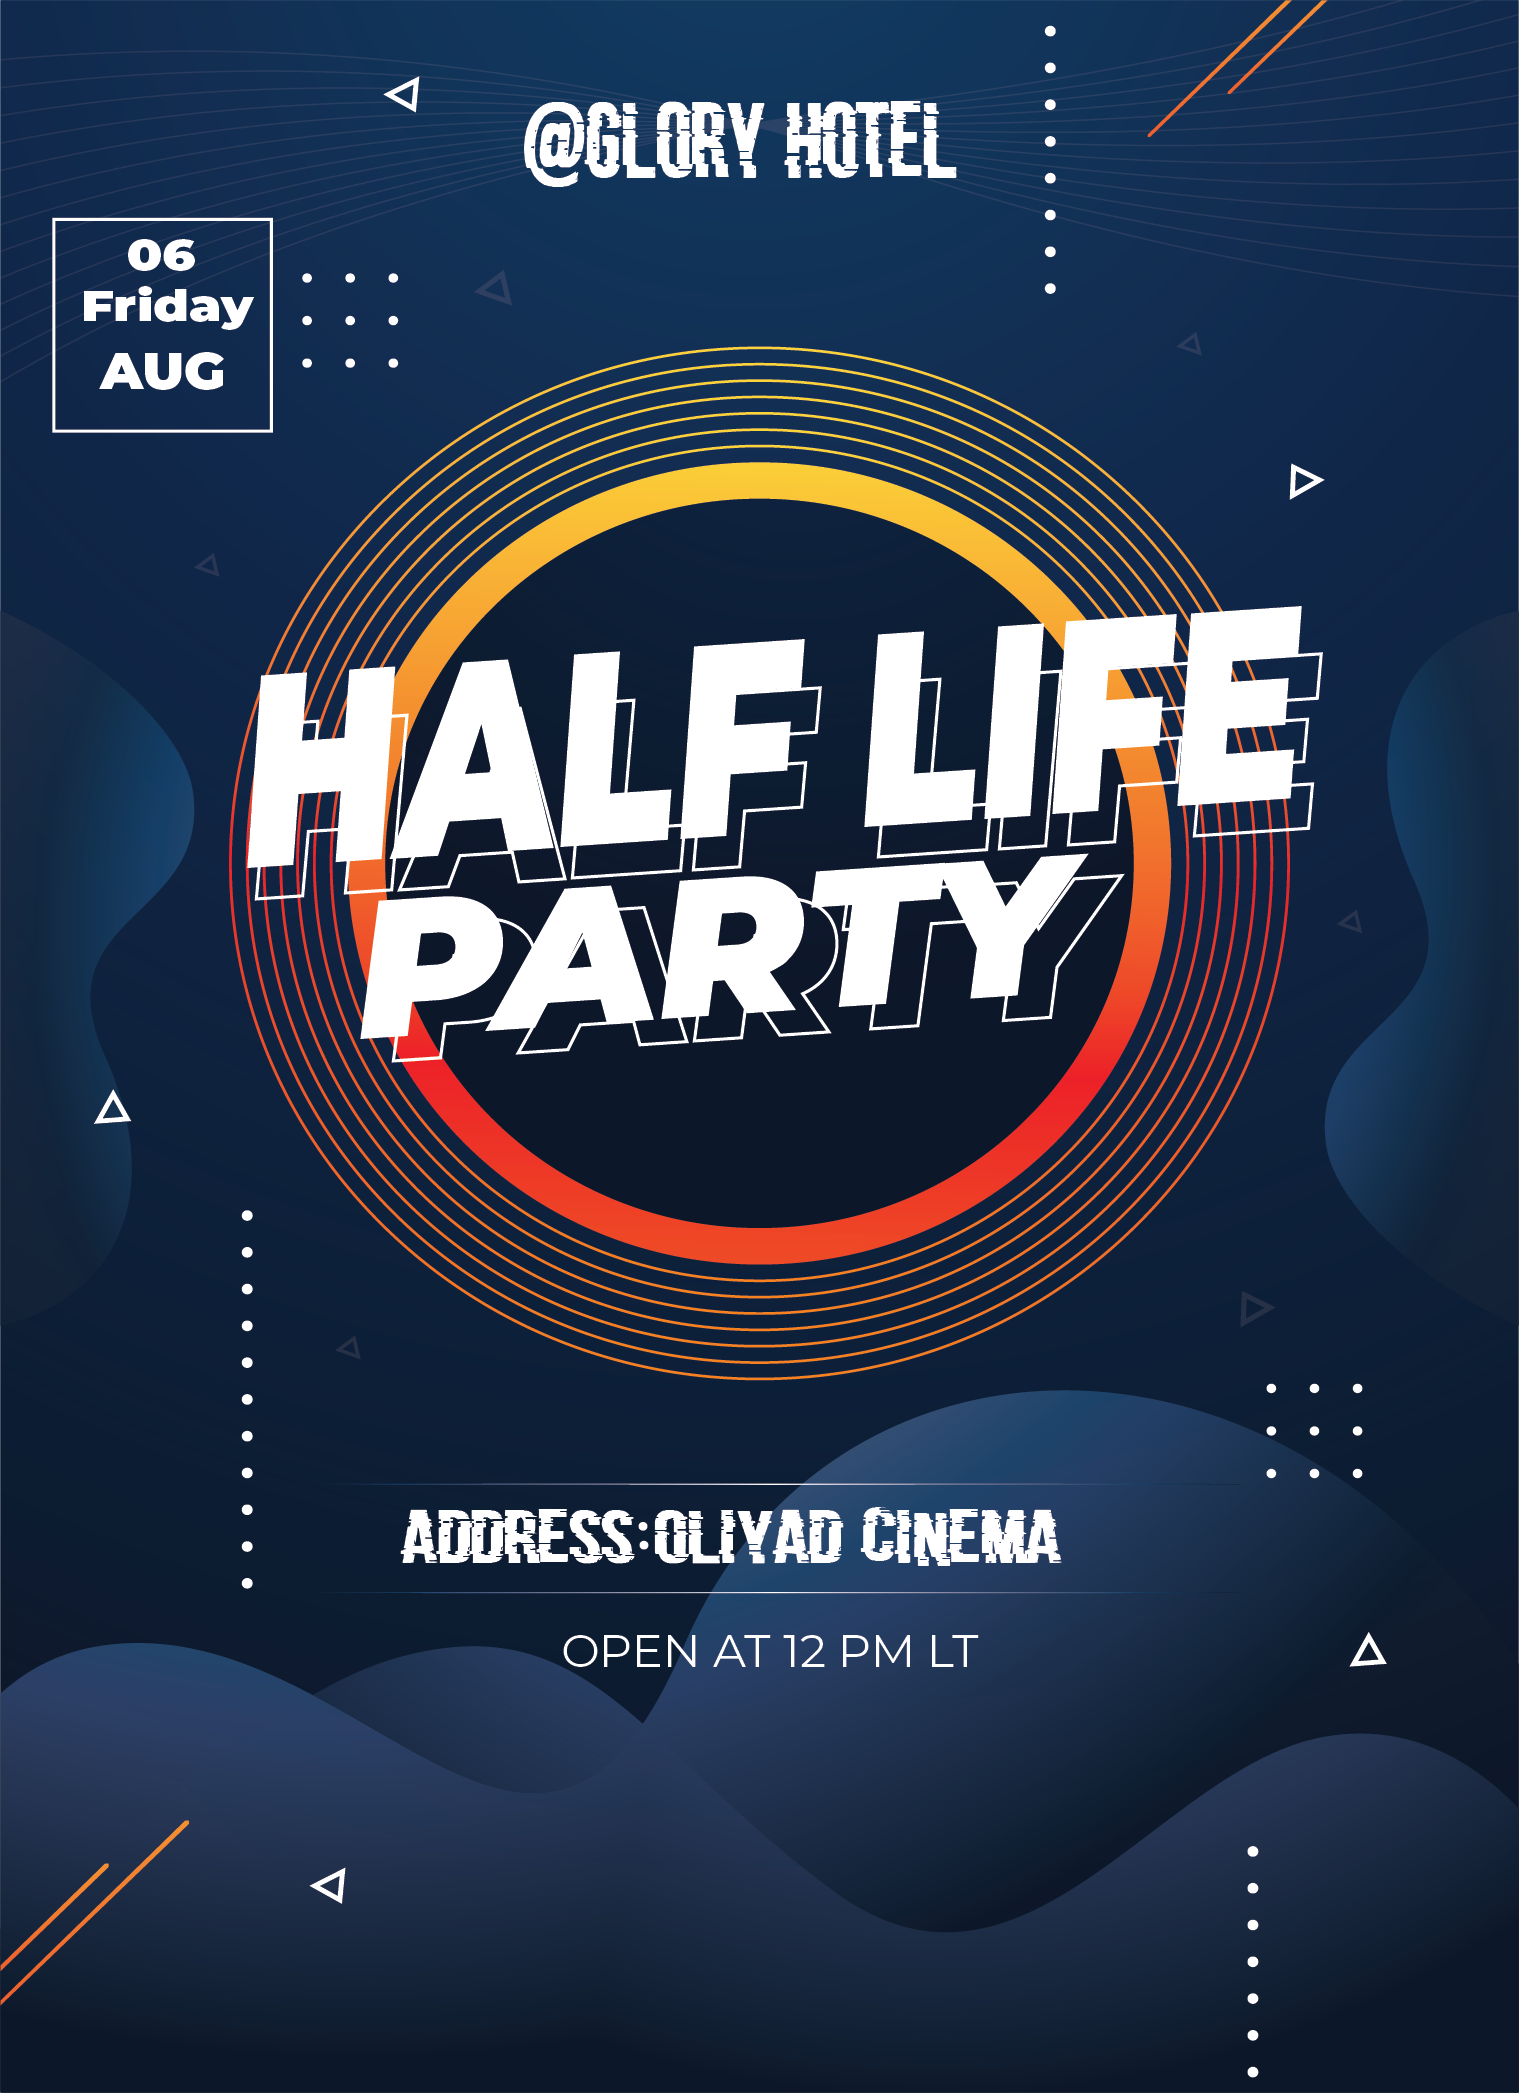 @GLORY HOTEL
06
Friday
AUG
HALF LIFE
PARTY
ADDRESS:OLIYAD CINEMA
OPEN AT 12 PM LT